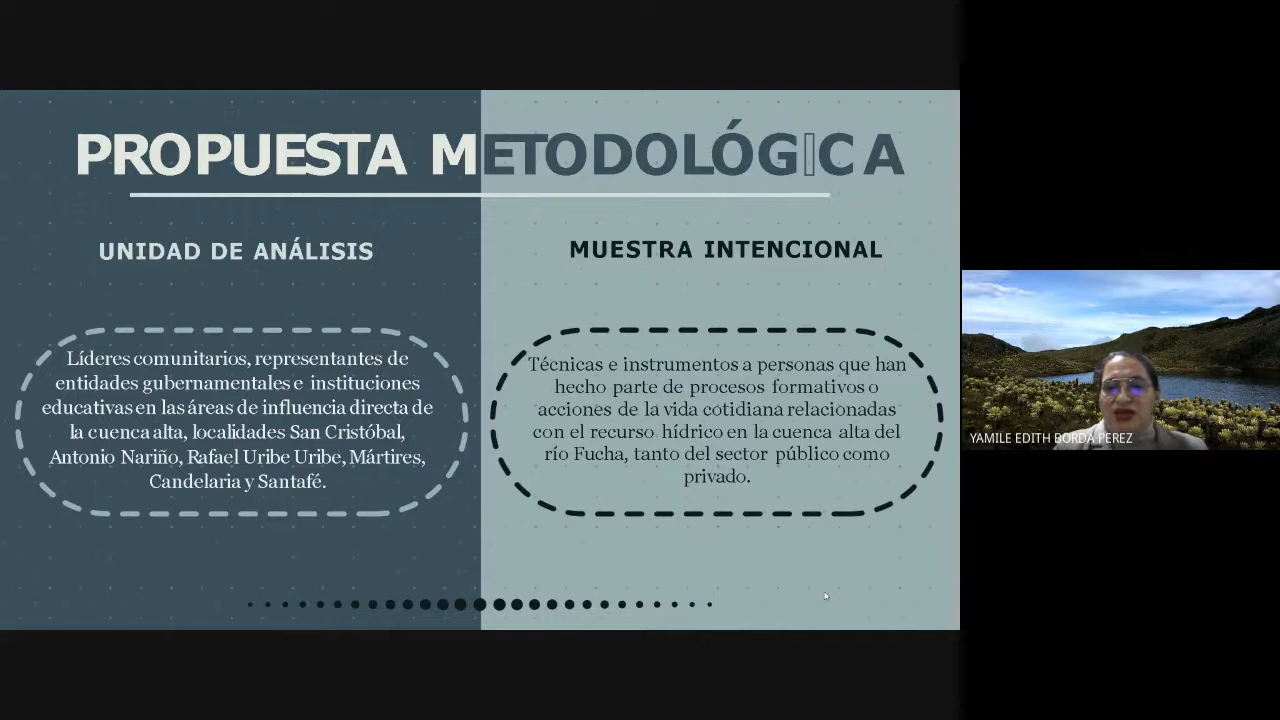 PROPUESTA METODOLÓGICA
UNIDAD DE ANÁLISIS
Líderes comunitarios, representantes de
entidades gubernamentales e instituciones
educativas en las áreas de influencia directa de
la cuenca alta, localidades San Cristóbal,
Antonio Nariño, Rafael Uribe Uribe, Mártires,
Candelaria y Santafé.
MUESTRA INTENCIONAL
Técnicas e instrumentos a personas que han
hecho parte de procesos formativos o
acciones de la vida cotidiana relacionadas
con el recurso hídrico en la cuenca alta del
río Fucha, tanto del sector público como
privado.
YAMILE EDITH BORDA PEREZ